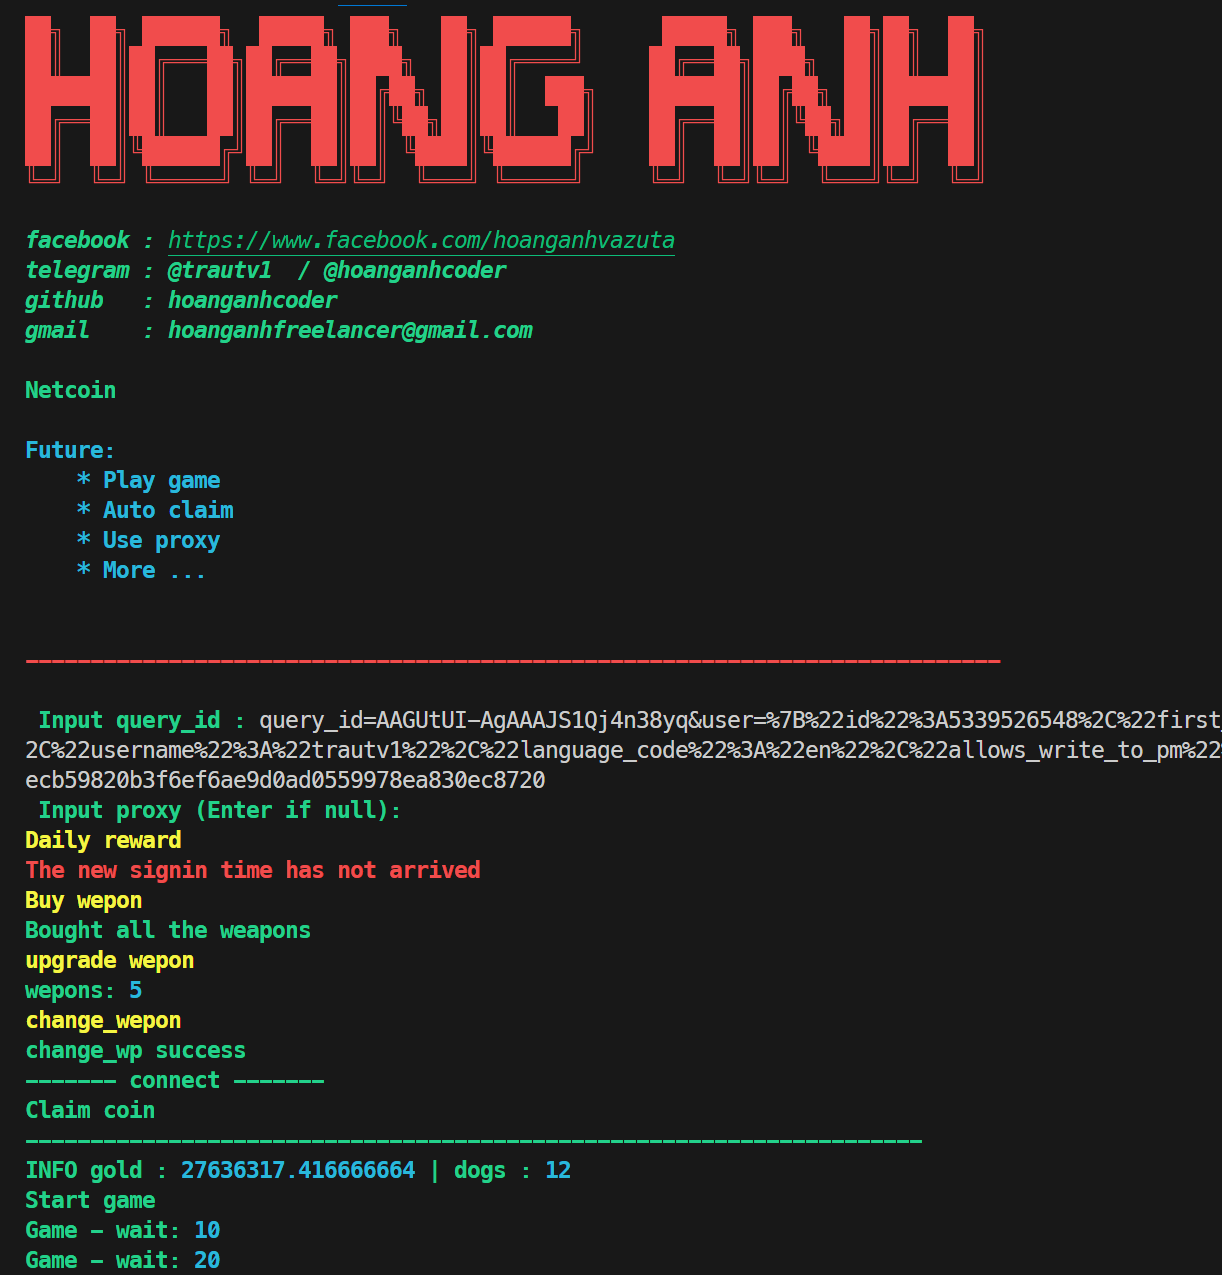 HOANG ANH
facebook : https://www.facebook.com/hoanganhvazuta
telegram : @trautv1  / @hoanganhcoder
github   : hoanganhcoder
gmail    : hoanganhfreelancer@gmail.com
Netcoin
Future:
* Play game
* Auto claim
* Use proxy
* More ...
----------------------------------------------------------------------------
Input query_id : query_id=AAGUtUI-AgAAAJS1Qj4n38yq&user=%7B%22id%22%3A5339526548%2C%22first_
2C%22username%22%3A%22trautv1%22%2C%22language_code%22%3A%22en%22%2C%22allows_write_to_pm%22%
ecb59820b3f6ef6ae9d0ad0559978ea830ec8720
Input proxy (Enter if null):
Daily reward
The new signin time has not arrived
Buy wepon
Bought all the weapons
upgrade wepon
wepons: 5
change_wepon
change_wp success
------- connect -------
Claim coin
---------------------------------------------------------------------
INFO gold : 27636317.416666664 | dogs : 12
Start game
Game - wait: 10
Game - wait: 20